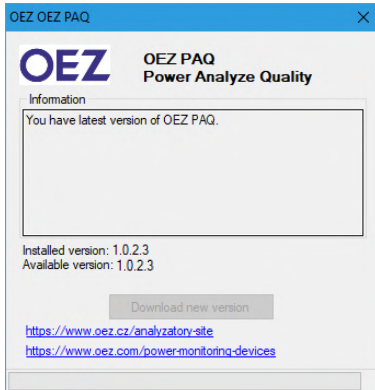 OEZ OEZ PAQ
OEZ
OEZ PAQ
Power Analyze Quality
Information
You have latest version of OEZ PAQ.
Installed version: 1.0.2.3
Available version: 1.0.2.3
Download new version
https://www.oez.cz/analyzatory-site
https://www.oez.com/power-monitoring-devices